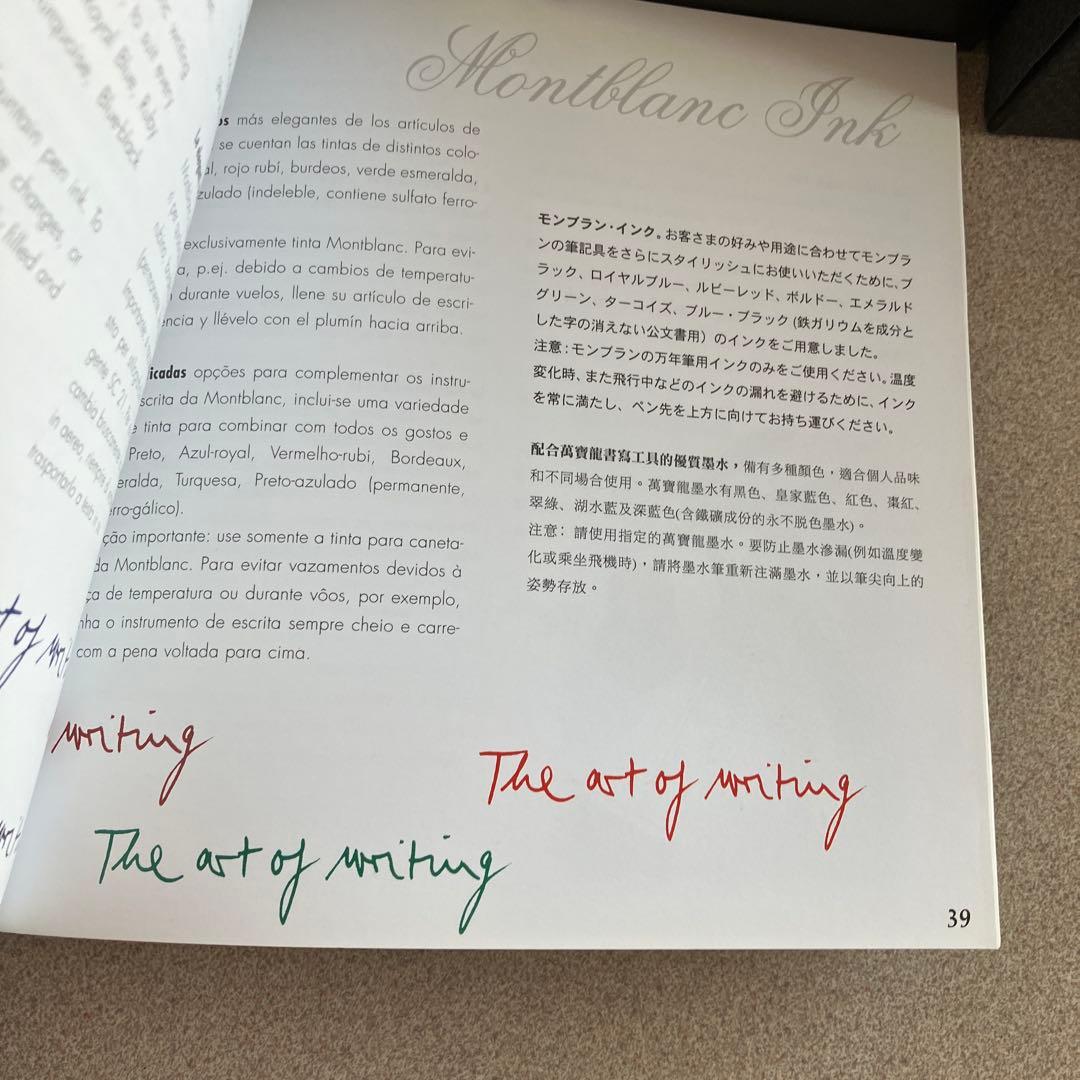 Montblanc Ink
más elegantes de los artículos de
se cuentan las tintas de distintos colo-
rojo rubí, burdeos, verde esmeralda,
(indeleble, contiene sulfato ferro-
exclusivamente tinta Montblanc. Para evi-
p.ej. debido a cambios de temperatu-
durante vuelos, llene su artículo de escri-
y llévelo con el plumín hacia arriba.
opções para complementar os instru-
da Montblanc, inclui-se uma variedade
tinta para combinar com todos os gostos e
Preto, Azul-royal, Vermelho-rubi, Bordeaux,
Turquesa, Preto-azulado (permanente,
importante: use somente a tinta para caneta-
da Montblanc. Para evitar vazamentos devidos à
de temperatura ou durante vôos, por exemplo,
o instrumento de escrita sempre cheio e carre-
com a pena voltada para cima.
モンブラン・インク。お客さまの好みや用途に合わせてモンブラ
ンの筆記具をさらにスタイリッシュにお使いいただくために、ブ
ラック、ロイヤルブルー、ルビーレッド、ボルドー、エメラルド
グリーン、ターコイズ、ブルー・ブラック (鉄ガリウムを成分と
した字の消えない公文書用) のインクをご用意しました。
注意：モンブランの万年筆用インクのみをご使用ください。温度
変化時、また飛行中などのインクの漏れを避けるために、インク
を常に満たし、ペン先を上方に向けてお持ち運びください。
配合萬寶龍書寫工具的優質墨水，備有多種顏色，適合個人品味
和不同場合使用。萬寶龍墨水有黑色、皇家藍色、紅色、棗紅、
翠綠、湖水藍及深藍色(含鐵礦成份的永不脱色墨水)。
注意： 請使用指定的萬寶龍墨水。要防止墨水滲漏(例如溫度變
化或乘坐飛機時)，請將墨水筆重新注滿墨水，並以筆尖向上的
姿勢存放。
writing
The art of writing
The art of writing
39